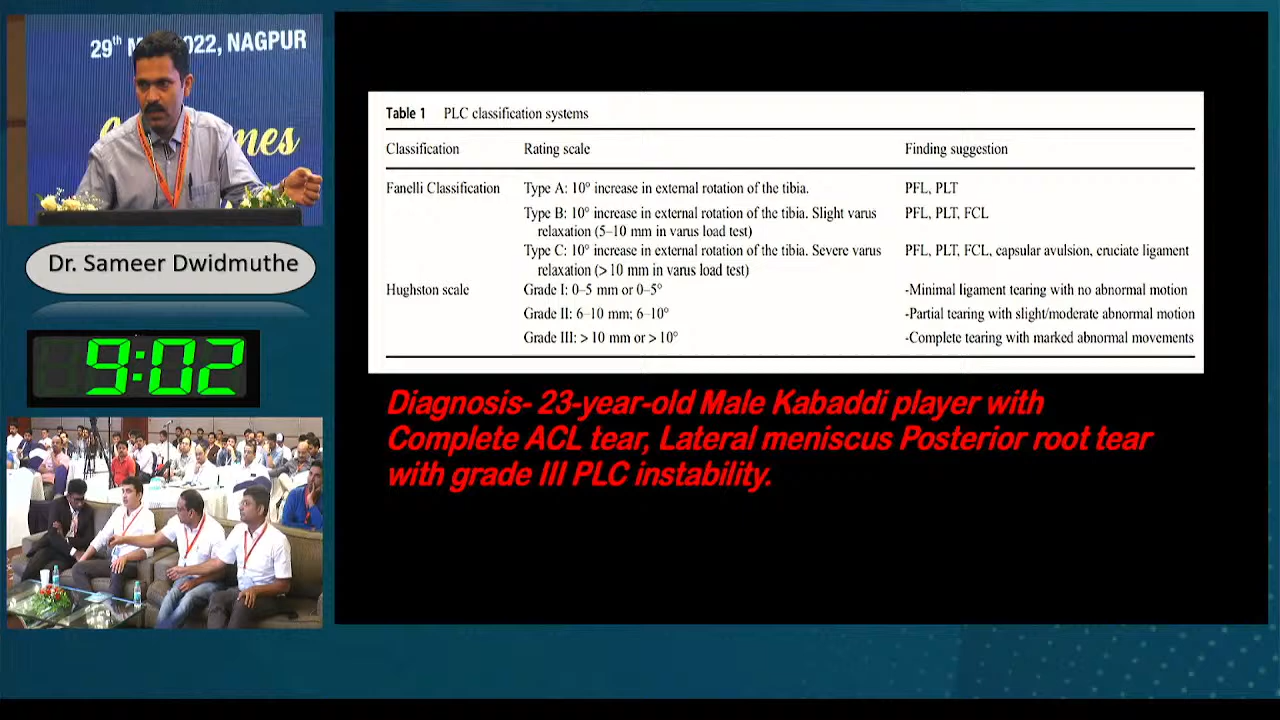 29th 2022, NAGPUR
Dr. Sameer Dwidmuthe
9:02
Table 1 PLC classification systems
Classification Rating scale Finding suggestion
Fanelli Classification Type A: 10° increase in external rotation of the tibia. PFL, PLT
Type B: 10° increase in external rotation of the tibia. Slight varus PFL, PLT, FCL
relaxation (5–10 mm in varus load test)
Type C: 10° increase in external rotation of the tibia. Severe varus PFL, PLT, FCL, capsular avulsion, cruciate ligament
relaxation (> 10 mm in varus load test)
Hughston scale Grade I: 0–5 mm or 0–5° -Minimal ligament tearing with no abnormal motion
Grade II: 6–10 mm; 6–10° -Partial tearing with slight/moderate abnormal motion
Grade III: > 10 mm or > 10° -Complete tearing with marked abnormal movements
Diagnosis- 23-year-old Male Kabaddi player with
Complete ACL tear, Lateral meniscus Posterior root tear
with grade III PLC instability.